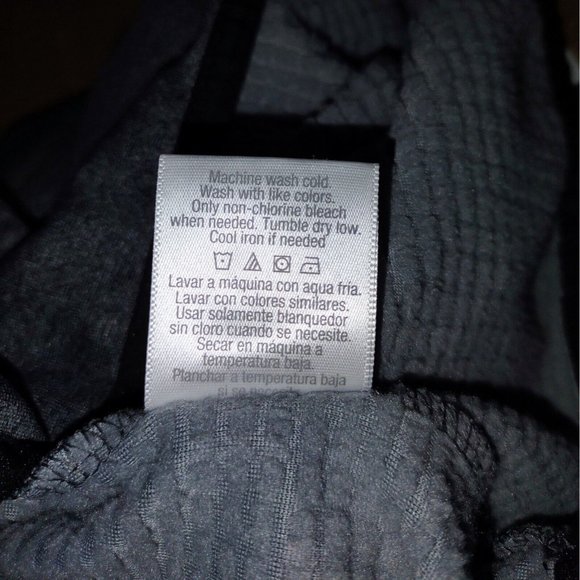 Machine wash cold.
Wash with like colors.
Only non-chlorine bleach
when needed. Tumble dry low.
Cool iron if needed
Lavar a máquina con aqua fría.
Lavar con colores similares.
Usar solamente blanquedor
sin cloro cuando se necesite.
Secar en máquina a
temperatura baja.
Planchar a temperatura baja
si se